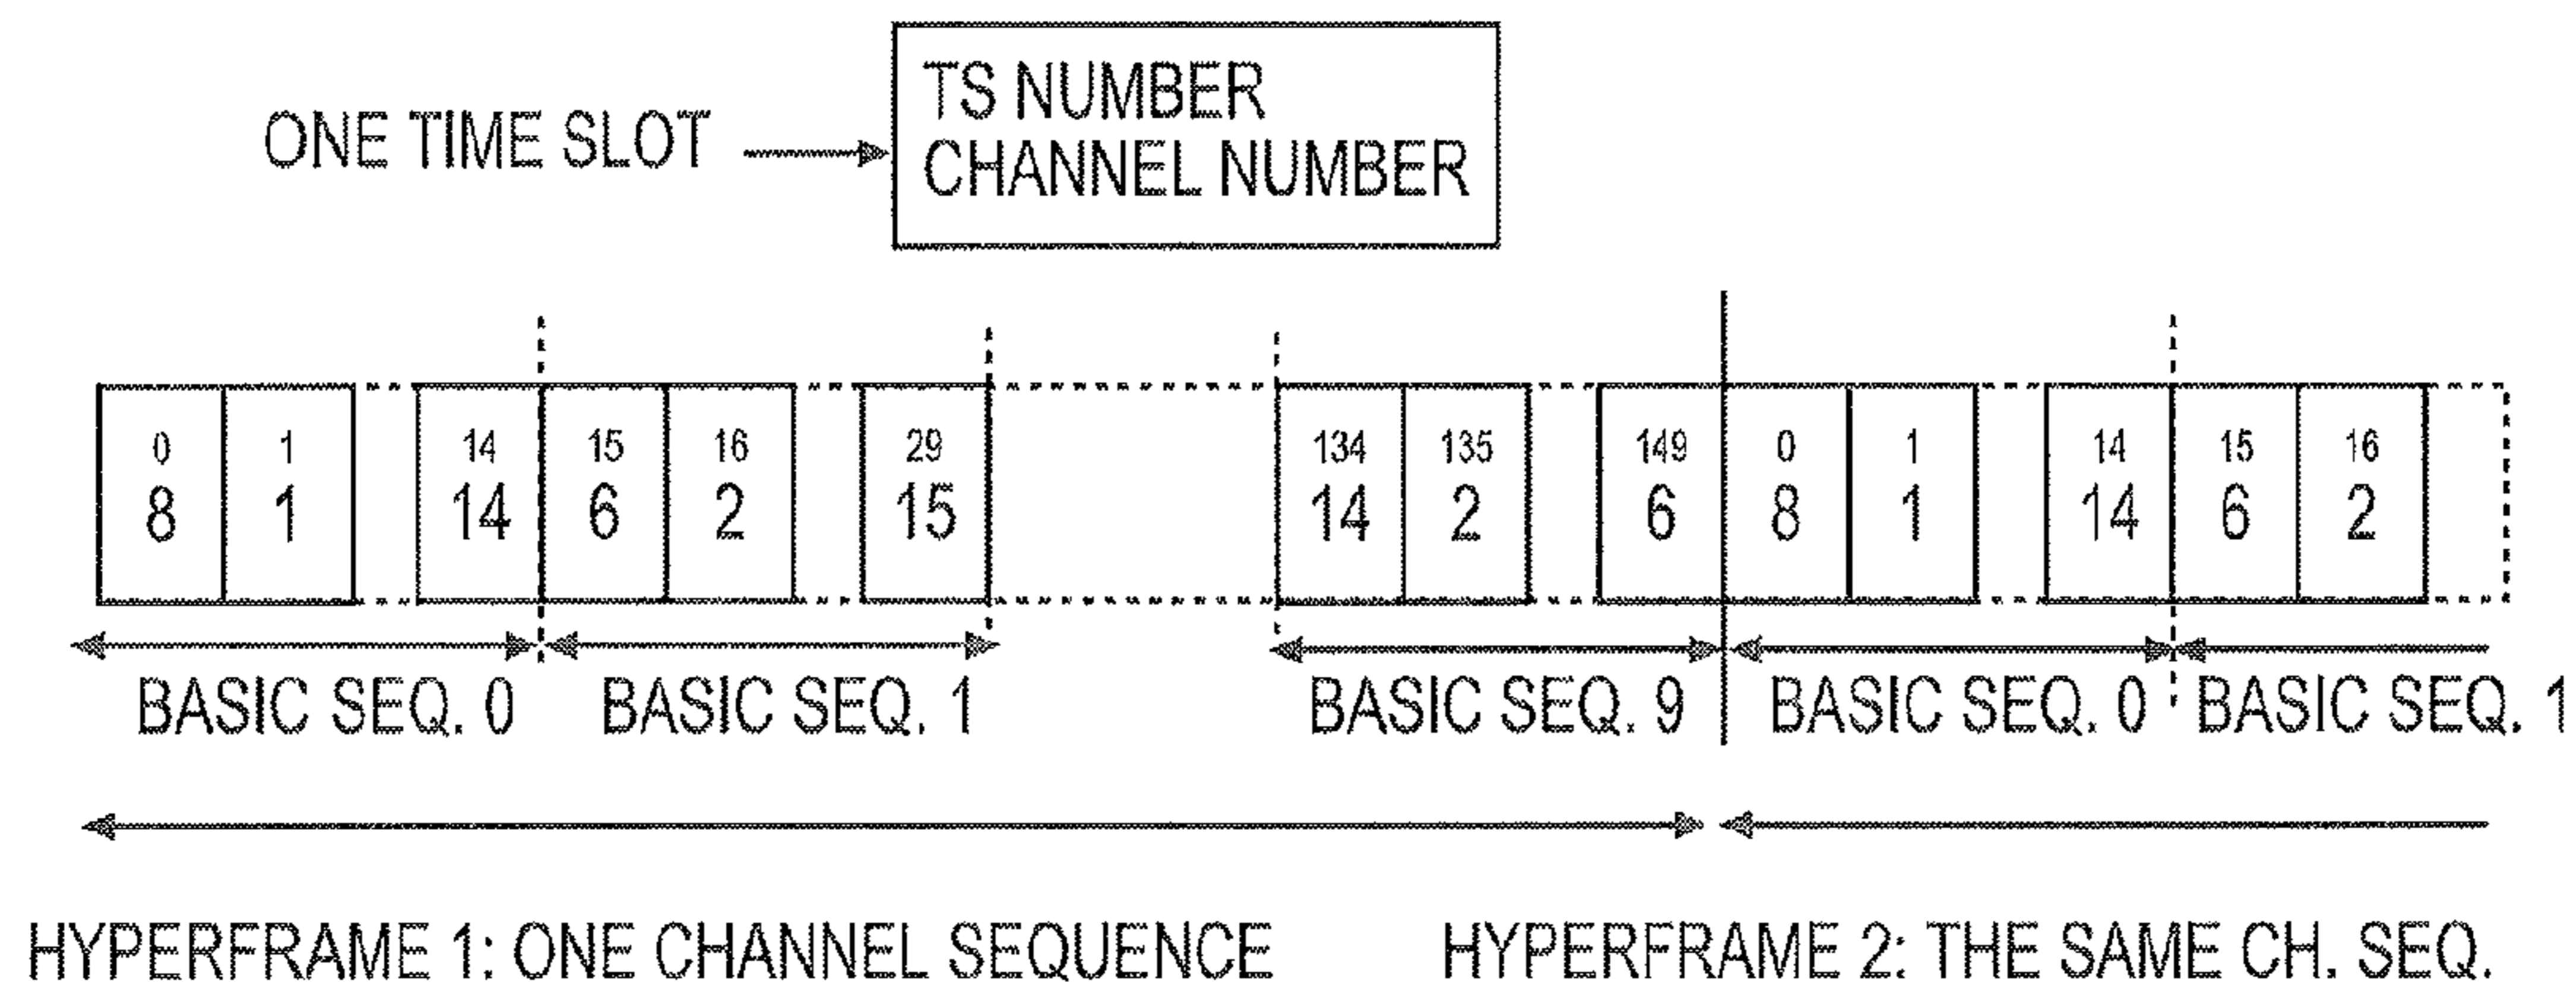 TS NUMBER
ONE TIME SLOT
CHANNEL NUMBER
0 1 14 15 16 29 134 135 149 0 1 14 15 16
8 1 14 6 2 15 14 2 6 8 1 14 6 2
BASIC SEQ. 0 BASIC SEQ. 1 BASIC SEQ. 9 BASIC SEQ. 0 BASIC SEQ. 1
HYPERFRAME 1: ONE CHANNEL SEQUENCE HYPERFRAME 2: THE SAME CH. SEQ.